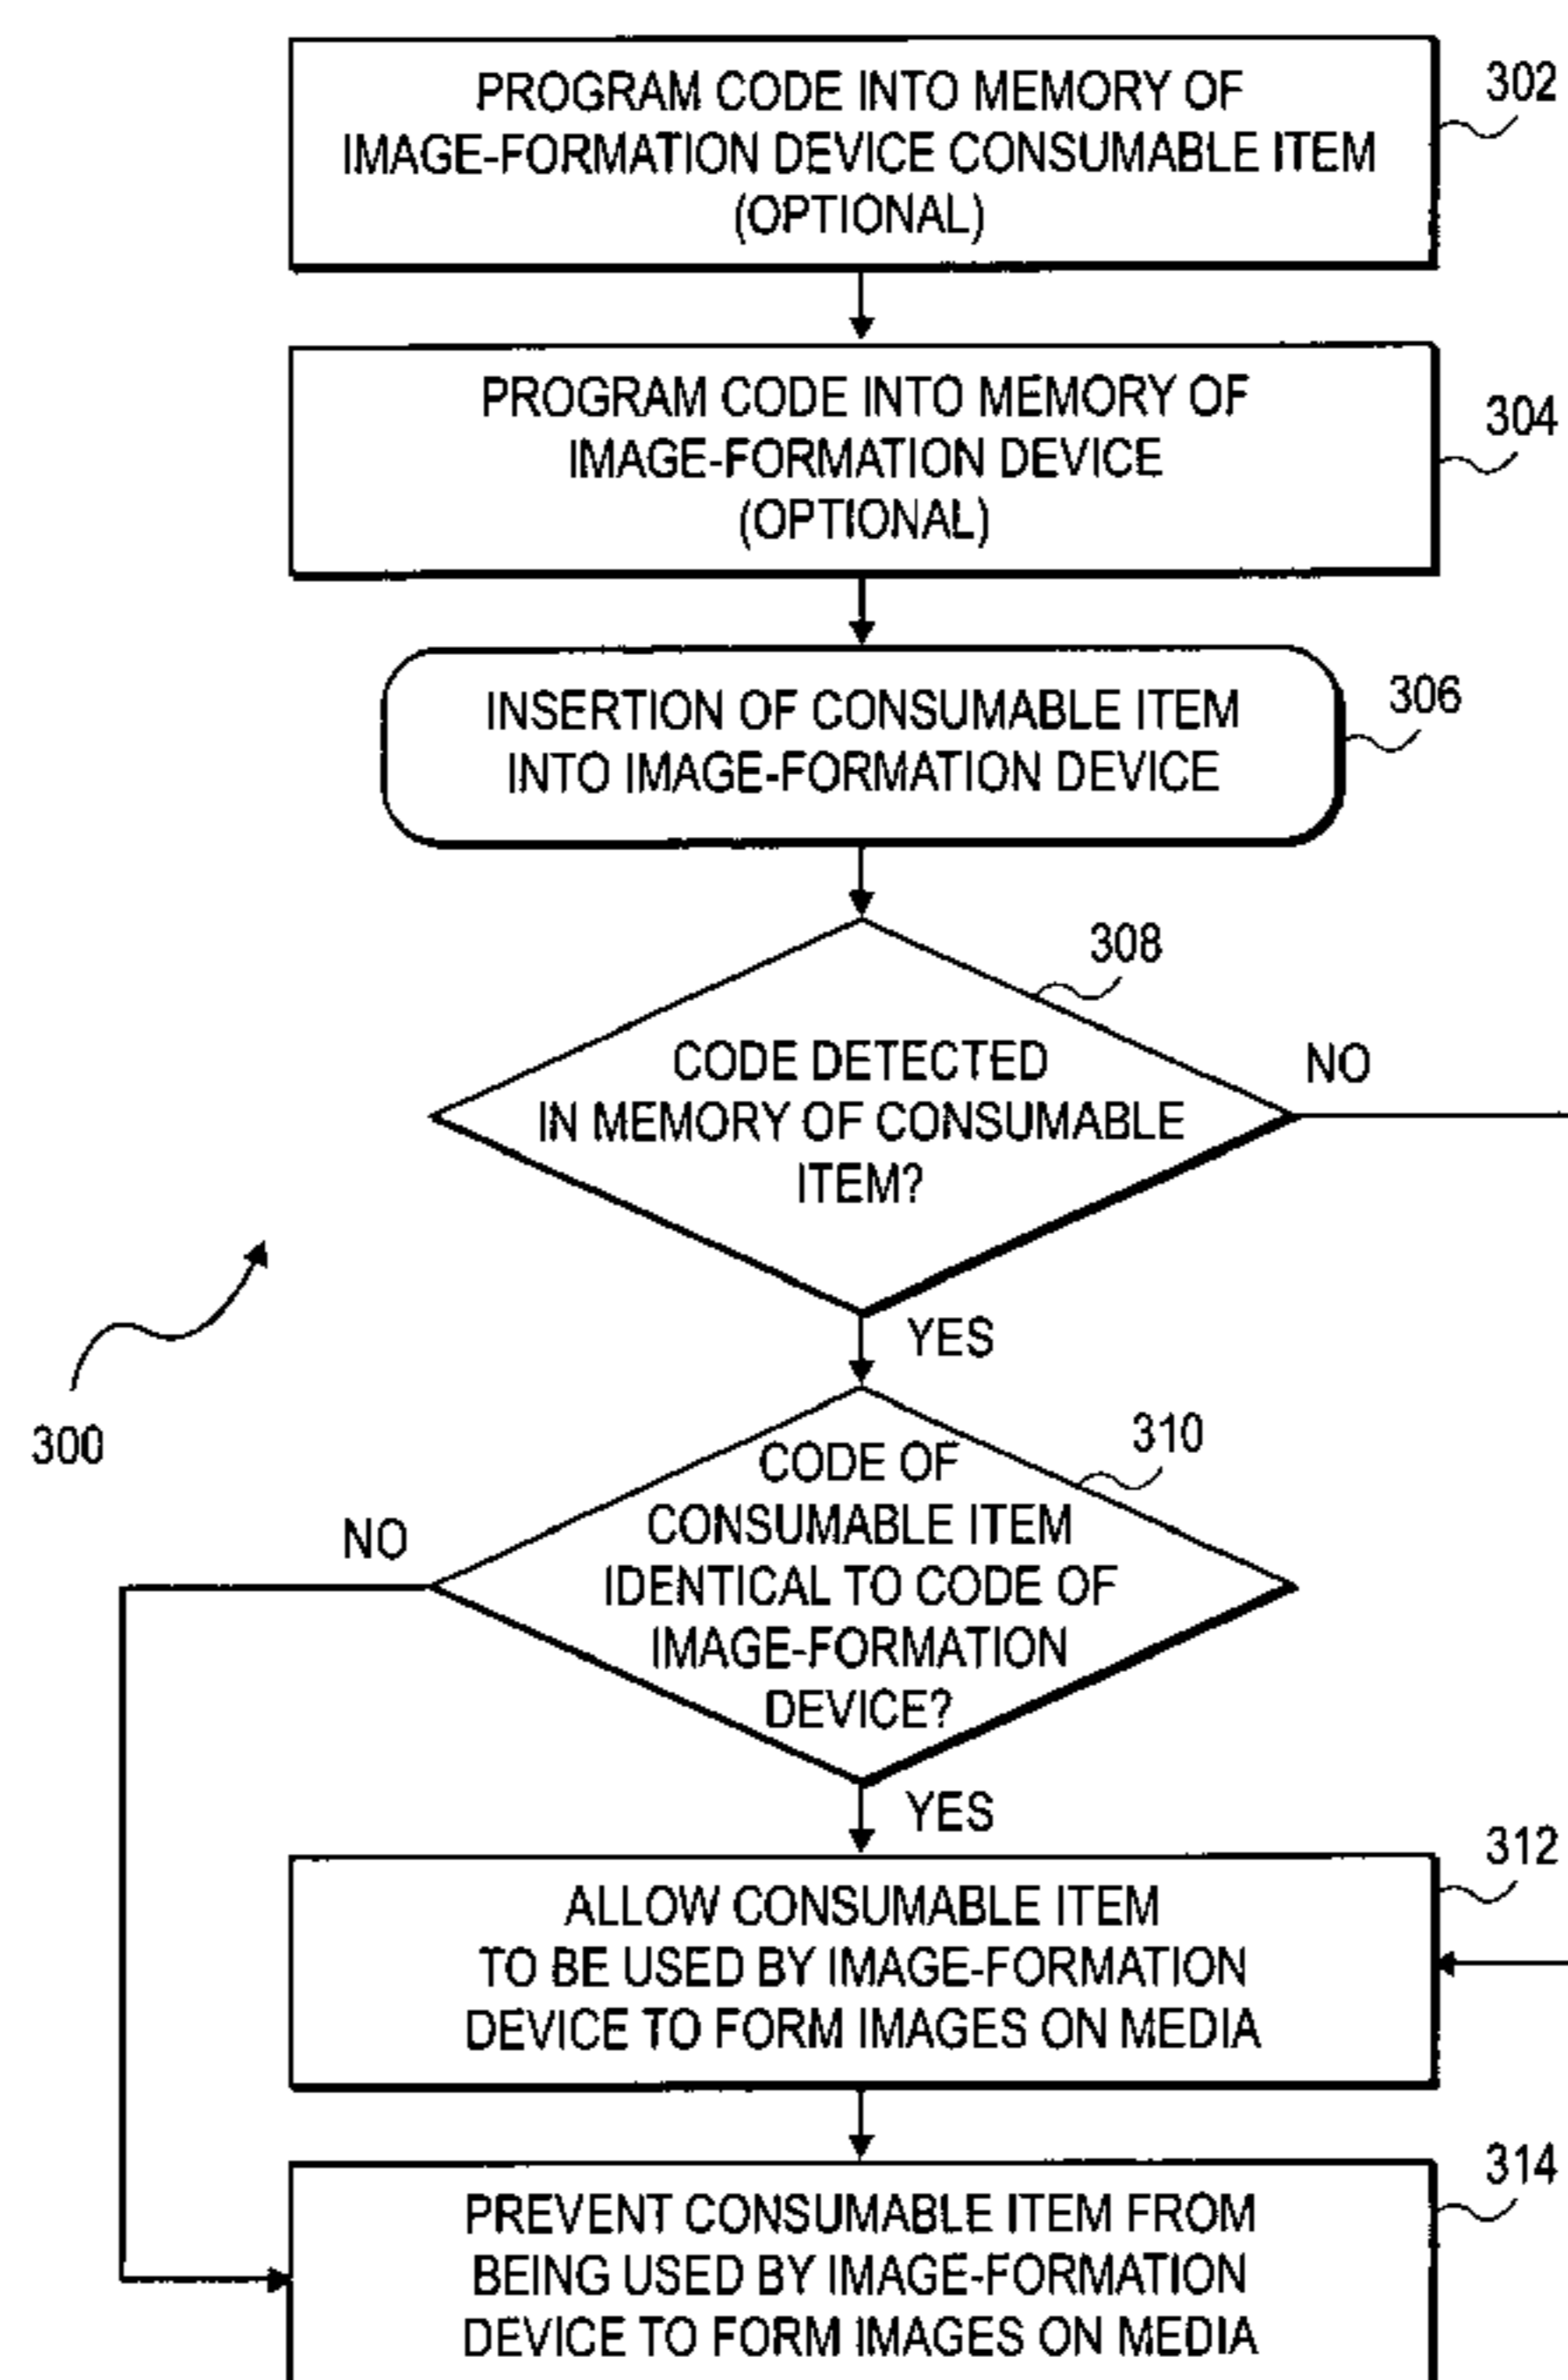 PROGRAM CODE INTO MEMORY OF
IMAGE-FORMATION DEVICE CONSUMABLE ITEM
(OPTIONAL)
302
PROGRAM CODE INTO MEMORY OF
IMAGE-FORMATION DEVICE
(OPTIONAL)
304
INSERTION OF CONSUMABLE ITEM
INTO IMAGE-FORMATION DEVICE
306
308
CODE DETECTED
IN MEMORY OF CONSUMABLE
ITEM?
NO
YES
300
310
CODE OF
CONSUMABLE ITEM
IDENTICAL TO CODE OF
IMAGE-FORMATION
DEVICE?
NO
YES
312
ALLOW CONSUMABLE ITEM
TO BE USED BY IMAGE-FORMATION
DEVICE TO FORM IMAGES ON MEDIA
314
PREVENT CONSUMABLE ITEM FROM
BEING USED BY IMAGE-FORMATION
DEVICE TO FORM IMAGES ON MEDIA